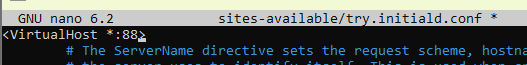 GNU nano 6.2 sites-available/try.initiald.conf *
<VirtualHost *:88>
# The ServerName directive sets the request scheme, hostna